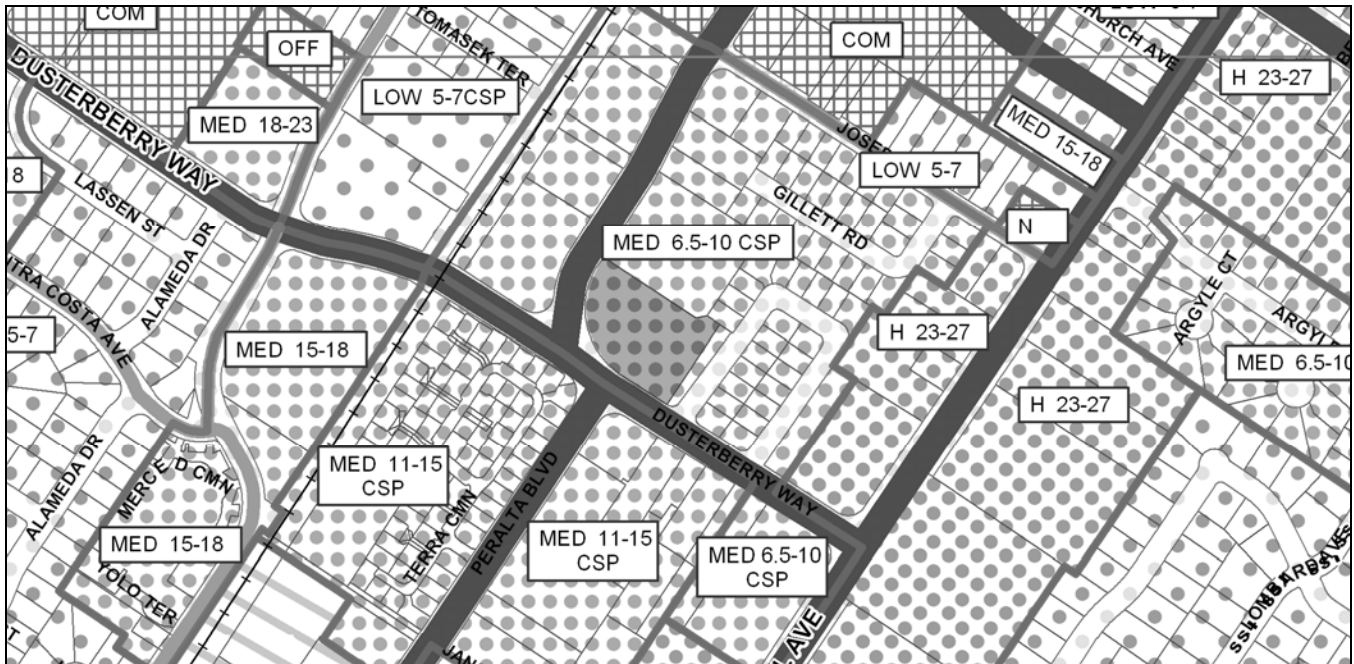 COM
OFF
TOMASEK TER
LOW 5-7CSP
COM
CHURCH AVE
H 23-27
DUSTERBERRY WAY
MED 18-23
MED 15-18
LOW 5-7
8
LASSEN ST
ALAMEDA DR
GILLETT RD
N
MED 6.5-10 CSP
ARGYLE CT
5-7
MED 15-18
H 23-27
MED 6.5-10
H 23-27
ALAMEDA DR
MERCED CMN
MED 11-15
CSP
DUSTERBERRY WAY
TERRA CMN
PERALTA BLVD
MED 15-18
MED 11-15
CSP
MED 6.5-10
CSP
YOLO TER